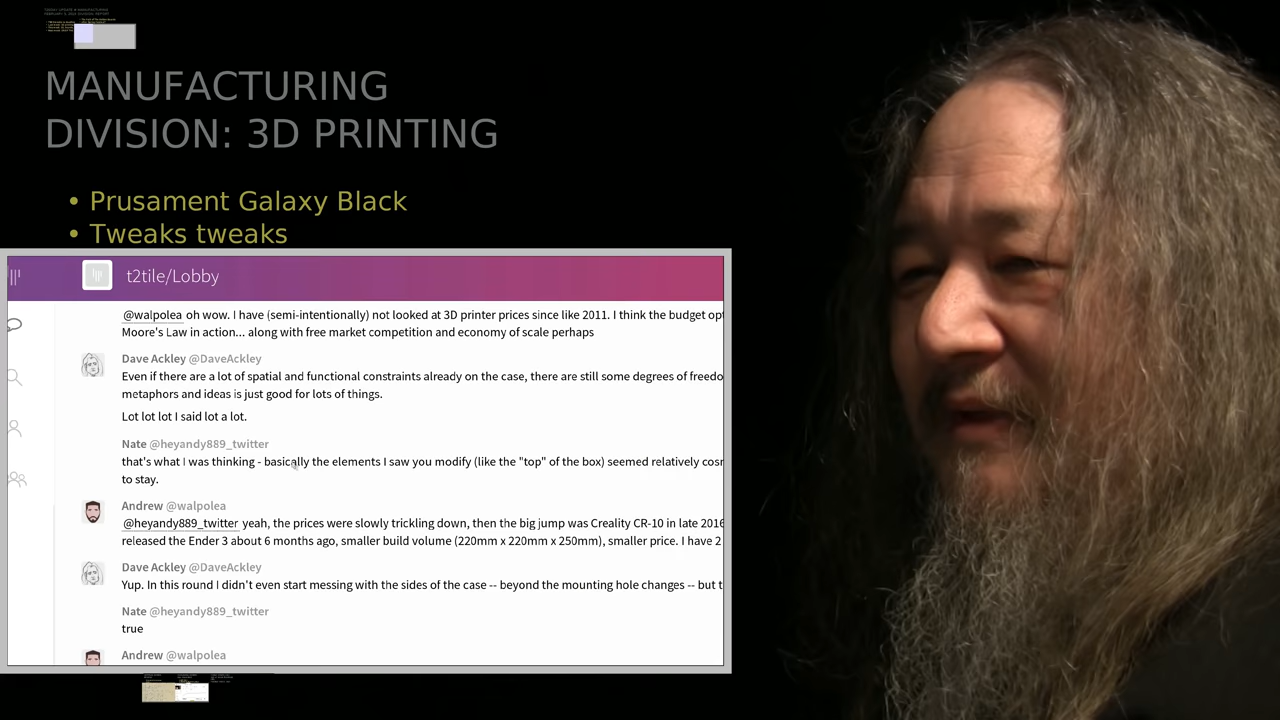 MANUFACTURING
DIVISION: 3D PRINTING
• Prusament Galaxy Black
• Tweaks tweaks
t2tile/Lobby
@walpolea oh wow. I have (semi-intentionally) not looked at 3D printer prices since like 2011. I think the budget
Moore's Law in action... along with free market competition and economy of scale perhaps
Dave Ackley @DaveAckley
Even if there are a lot of spatial and functional constraints already on the case, there are still some degrees of
metaphors and ideas is just good for lots of things.
Lot lot lot I said lot a lot.
Nate @heyandy889_twitter
that's what I was thinking - basically the elements I saw you modify (like the "top" of the box) seemed relatively
to stay.
Andrew @walpolea
@heyandy889_twitter yeah, the prices were slowly trickling down, then the big jump was Creality CR-10 in late 2016
released the Ender 3 about 6 months ago, smaller build volume (220mm x 220mm x 250mm), smaller price. I have 2
Dave Ackley @DaveAckley
Yup. In this round I didn't even start messing with the sides of the case -- beyond the mounting hole changes -- but
Nate @heyandy889_twitter
true
Andrew @walpolea